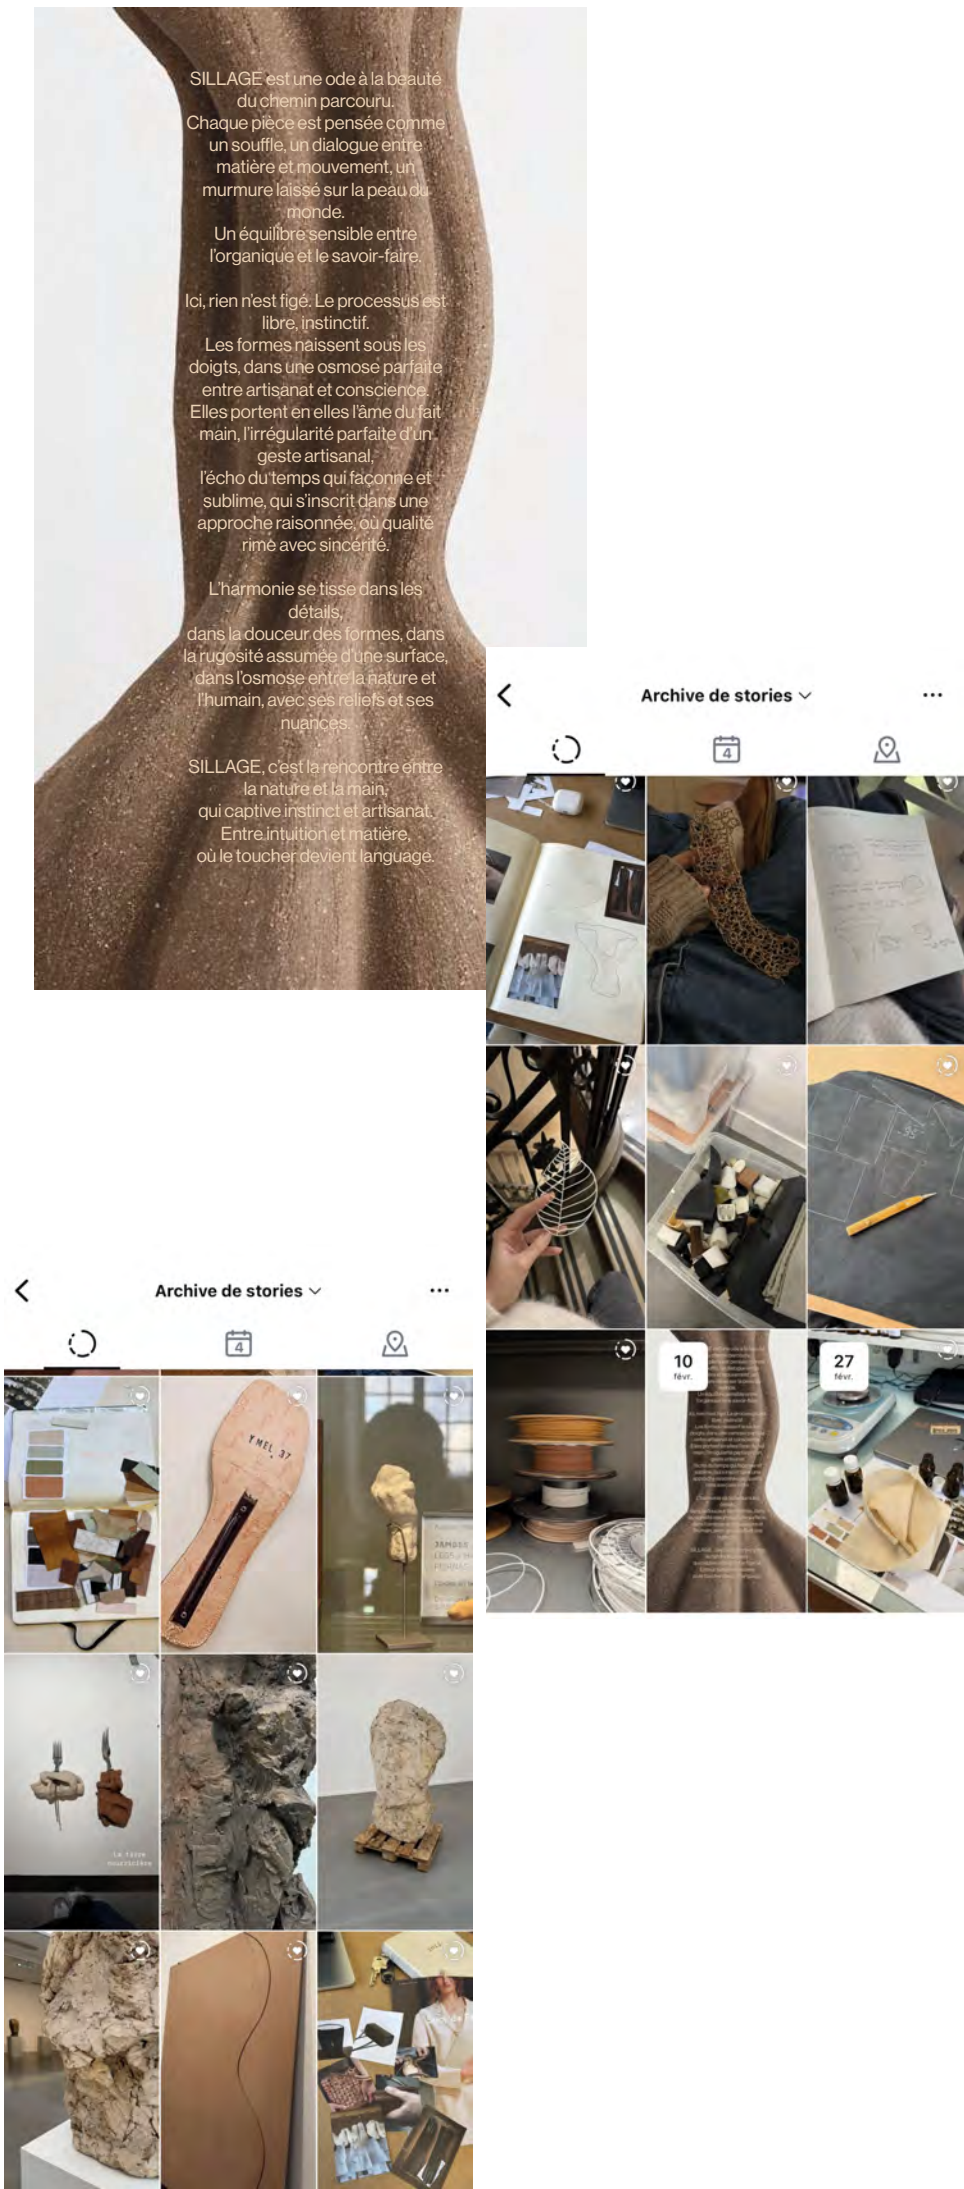 SILLAGE est une ode à la beauté
du chemin parcouru.
Chaque pièce est pensée comme
un souffle, un dialogue entre
matière et mouvement, un
murmure laissé sur la peau du
monde.
Un équilibre sensible entre
l'organique et le savoir-faire.
Ici, rien n'est figé. Le processus est
libre, instinctif.
Les formes naissent sous les
doigts, dans une osmose parfaite
entre artisanat et conscience.
Elles portent en elles l'âme du fait
main, l'irrégularité parfaite d'un
geste artisanal,
l'écho du temps qui façonne et
sublime, qui s'inscrit dans une
approche raisonnée, où qualité
rime avec sincérité.
L'harmonie se tisse dans les
détails,
dans la douceur des formes, dans
la rugosité assumée d'une surface,
dans l'osmose entre la nature et
l'humain, avec ses reliefs et ses
nuances.
SILLAGE, c'est la rencontre entre
la nature et la main,
qui captive instinct et artisanat.
Entre intuition et matière,
où le toucher devient language.
Archive de stories
4
10
févr.
27
févr.
Archive de stories
4
YMEL 37
La terre
nourricière